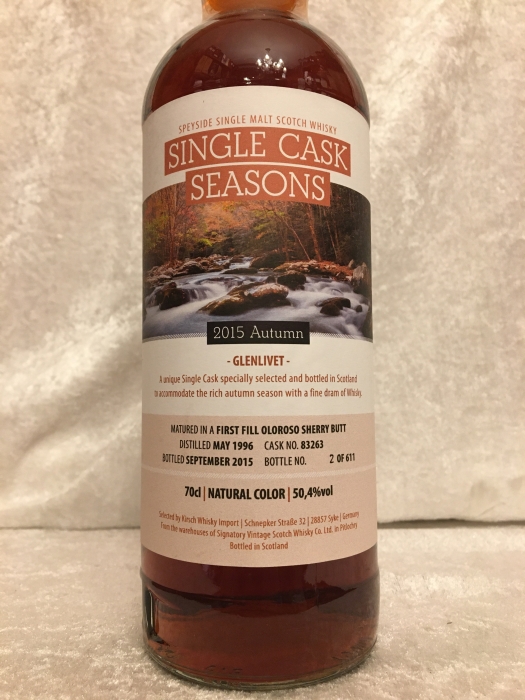 SPEYSIDE SINGLE MALT SCOTCH WHISKY
SINGLE CASK
SEASONS
2015 Autumn
- GLENLIVET -
A unique Single Cask specially selected and bottled in Scotland
to accommodate the rich autumn season with a fine dram of Whisky
MATURED IN A FIRST FILL OLOROSO SHERRY BUTT
DISTILLED MAY 1996 CASK NO. 83263
BOTTLED SEPTEMBER 2015 BOTTLE NO. 2 OF 611
70cl | NATURAL COLOR | 50,4%vol
Selected by Kirsch Whisky Import | Schnepker Straße 32 | 28857 Syke | Germany
From the warehouses of Signatory Vintage Scotch Whisky Co. Ltd. in Pitlochry
Bottled in Scotland